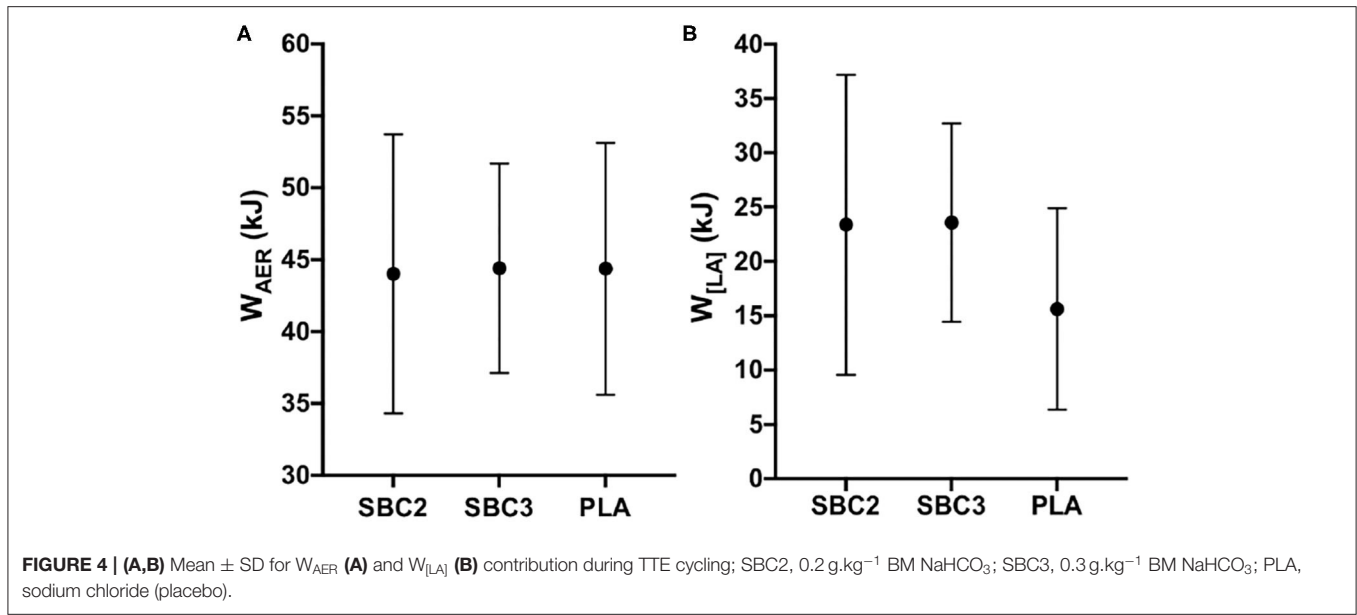 A
B
60
55
50
45
40
35
30
W_AER (kJ)
SBC2 SBC3 PLA
40
35
30
25
20
15
10
5
0
W_[LA] (kJ)
SBC2 SBC3 PLA
FIGURE 4 | (A,B) Mean ± SD for W_AER (A) and W_[LA] (B) contribution during TTE cycling; SBC2, 0.2 g.kg⁻¹ BM NaHCO₃; SBC3, 0.3 g.kg⁻¹ BM NaHCO₃; PLA,
sodium chloride (placebo).